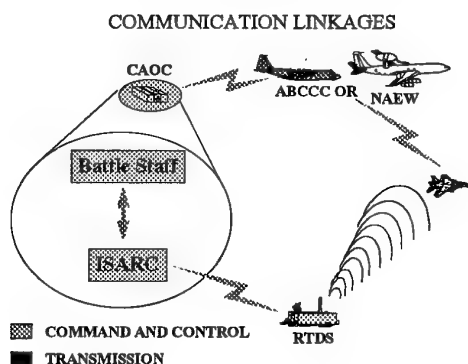 COMMUNICATION LINKAGES
CAOC
ABCCC OR NAEW
Battle Staff
ISARC
RTDS
COMMAND AND CONTROL
TRANSMISSION